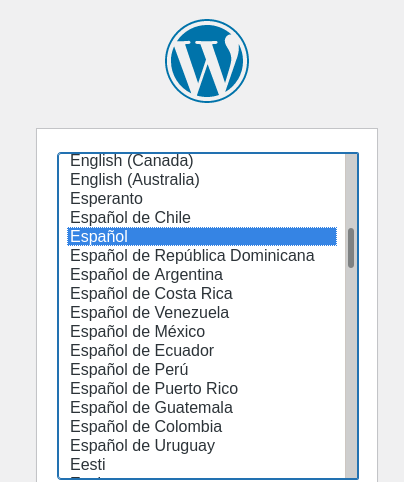 English (Canada)
English (Australia)
Esperanto
Español de Chile
Español
Español de República Dominicana
Español de Argentina
Español de Costa Rica
Español de Venezuela
Español de México
Español de Ecuador
Español de Perú
Español de Puerto Rico
Español de Guatemala
Español de Colombia
Español de Uruguay
Eesti